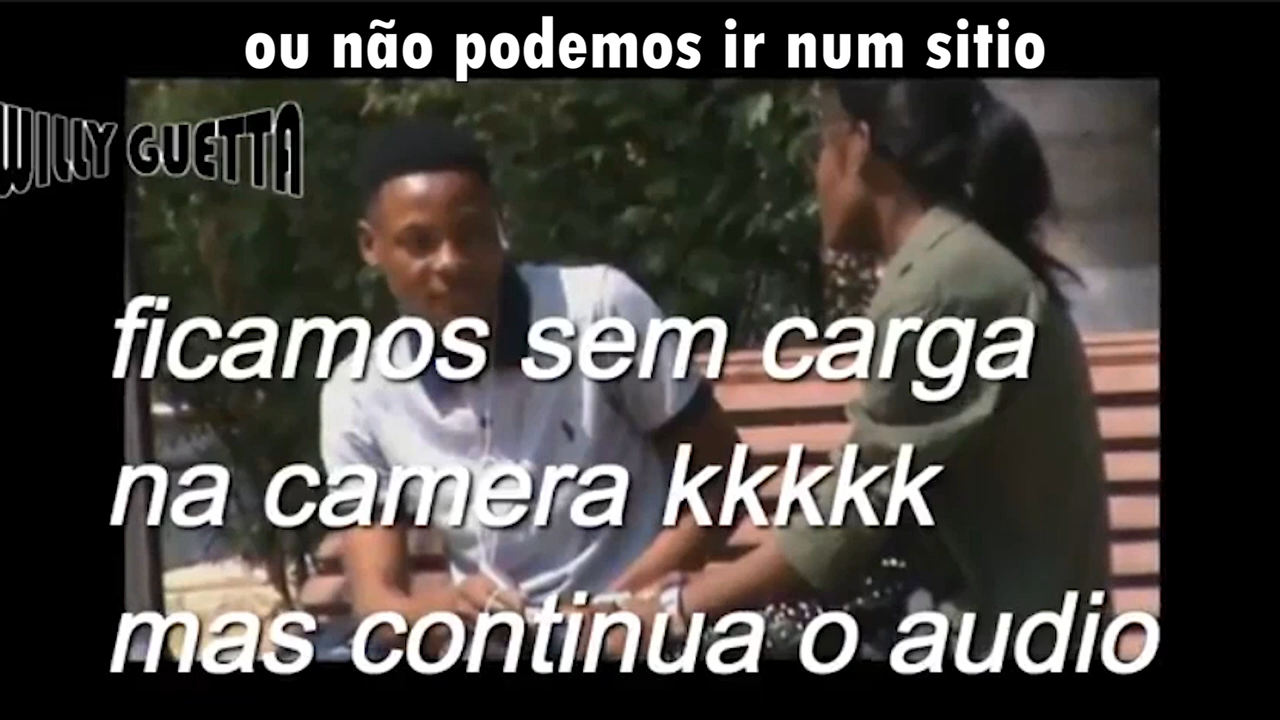 ou não podemos ir num sitio
WILLY GUETTA
ficamos sem carga
na camera kkkkk
mas continua o audio